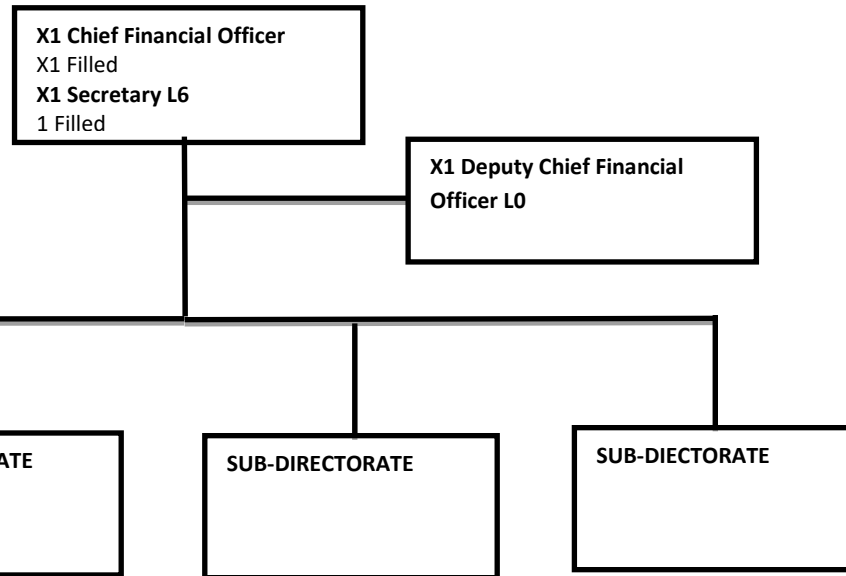 X1 Chief Financial Officer
X1 Filled
X1 Secretary L6
1 Filled
X1 Deputy Chief Financial
Officer L0
ATE
SUB-DIRECTORATE
SUB-DIECTORATE